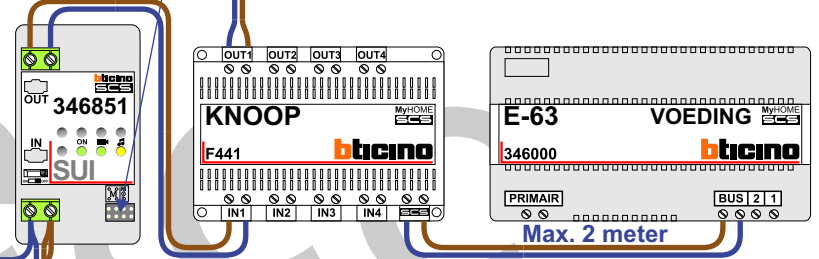 bticino
SCS
OUT
346851
IN
ON
SUI
M
OUT1 OUT2 OUT3 OUT4
KNOOP
MyHOME
SCS
F441
bticino
IN1 IN2 IN3 IN4 SCS
E-63 VOEDING
MyHOME
SCS
346000
bticino
PRIMAIR
BUS 2 1
Max. 2 meter